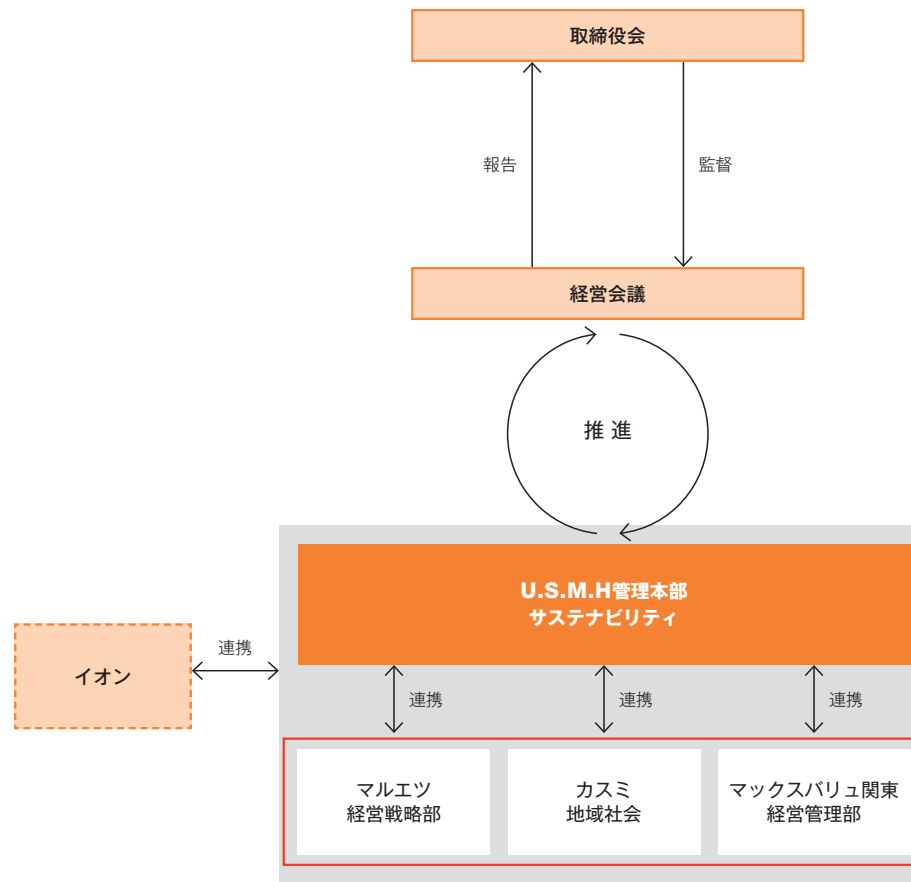 取締役会
報告
監督
経営会議
推 進
U.S.M.H管理本部
サステナビリティ
イオン
連携
連携
連携
連携
マルエツ
経営戦略部
カスミ
地域社会
マックスバリュ関東
経営管理部